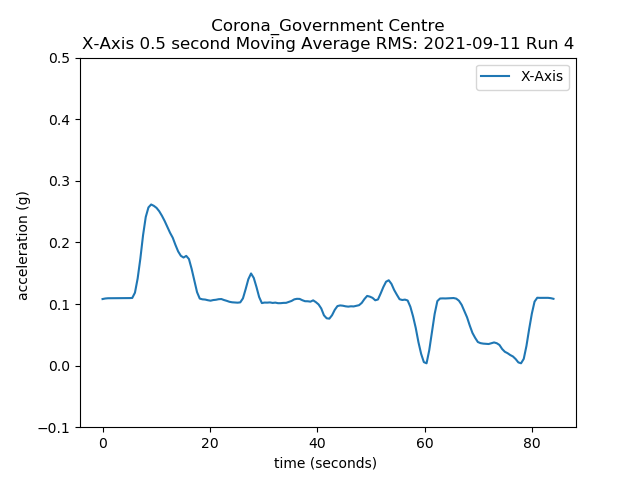 Corona_Government Centre
X-Axis 0.5 second Moving Average RMS: 2021-09-11 Run 4
X-Axis
acceleration (g)
0.5
0.4
0.3
0.2
0.1
0.0
−0.1
0 20 40 60 80
time (seconds)